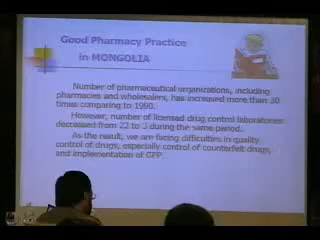 Good Pharmacy Practice
in MONGOLIA
Number of pharmaceutical organizations, including
pharmacies and wholesalers, has increased more than 30
times comparing to 1990.
However, number of licensed drug control laboratories
decreased from 22 to 3 during the same period.
As the result, we are facing difficulties in quality
control of drugs, especially control of counterfeit drugs,
and implementation of GPP.